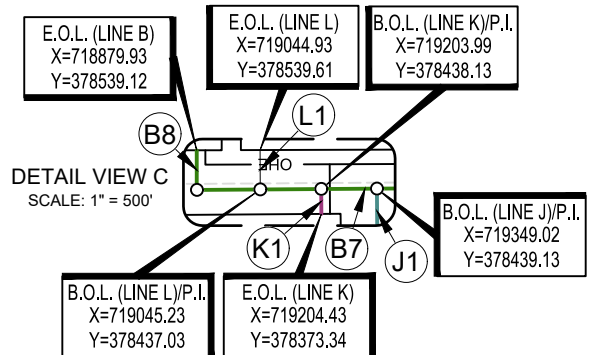 E.O.L. (LINE B)
X=718879.93
Y=378539.12
E.O.L. (LINE L)
X=719044.93
Y=378539.61
B.O.L. (LINE K)/P.I.
X=719203.99
Y=378438.13
B8
L1
OHE
DETAIL VIEW C
SCALE: 1" = 500'
K1
B7
J1
B.O.L. (LINE J)/P.I.
X=719349.02
Y=378439.13
B.O.L. (LINE L)/P.I.
X=719045.23
Y=378437.03
E.O.L. (LINE K)
X=719204.43
Y=378373.34